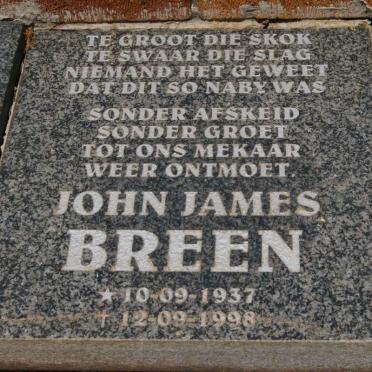 TE GROOT DIE SKOK
TE SWAAR DIE SLAG
NIEMAND HET GEWEET
DAT DIT SO NABY WAS
SONDER AFSKEID
SONDER GROET
TOT ONS MEKAAR
WEER ONTMOET.
JOHN JAMES
BREEN
★ 10-09-1937
† 12-09-1998